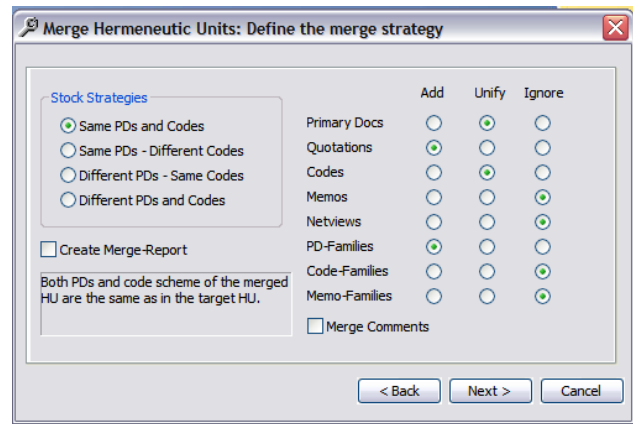 Merge Hermeneutic Units: Define the merge strategy
Stock Strategies
Same PDs and Codes
Same PDs - Different Codes
Different PDs - Same Codes
Different PDs and Codes
Create Merge-Report
Both PDs and code scheme of the merged
HU are the same as in the target HU.
Add Unify Ignore
Primary Docs
Quotations
Codes
Memos
Netviews
PD-Families
Code-Families
Memo-Families
Merge Comments
< Back Next > Cancel